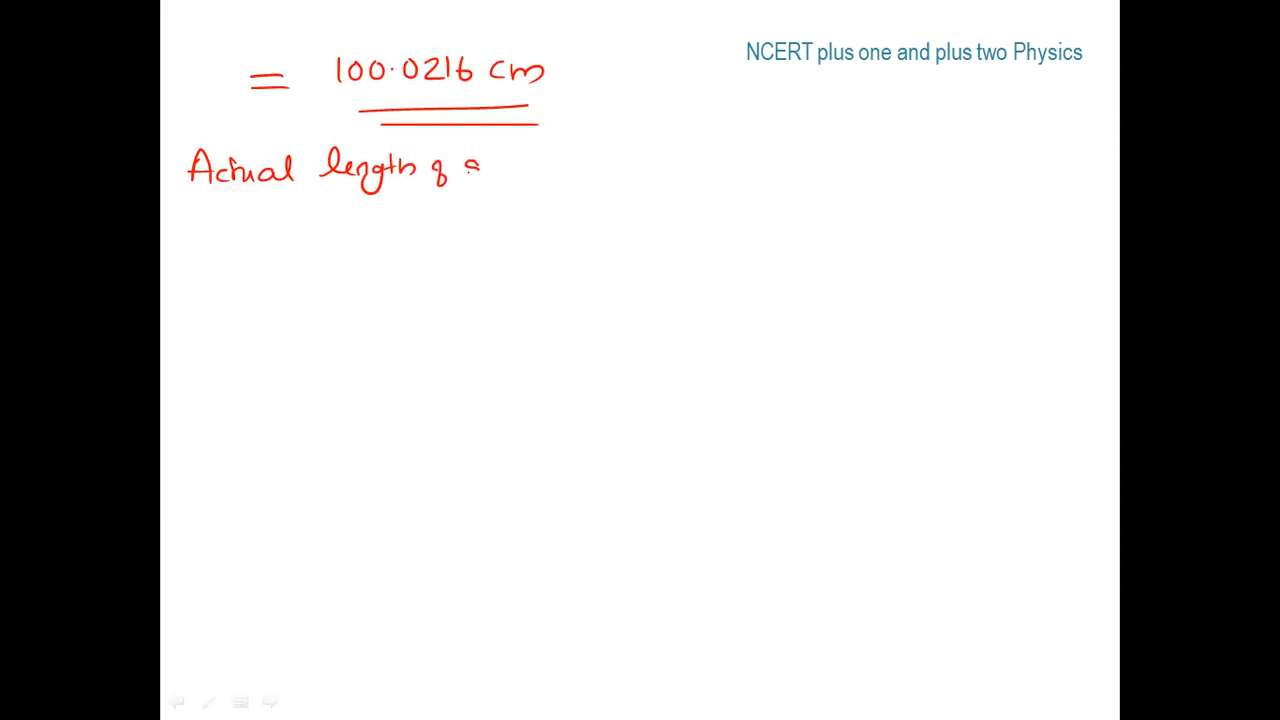 NCERT plus one and plus two Physics
= 100.0216 cm
Actual length of